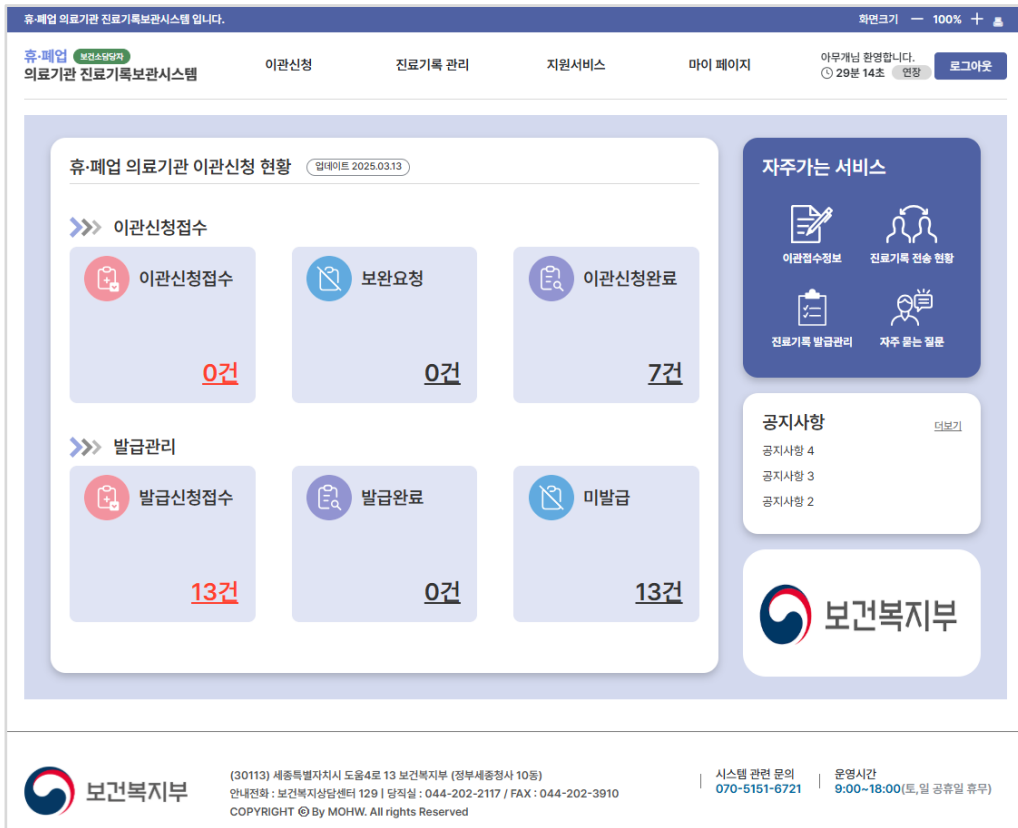 휴·폐업 의료기관 진료기록보관시스템 입니다.
화면크기 — 100% +
휴·폐업 보건소담당자
의료기관 진료기록보관시스템
이관신청 진료기록 관리 지원서비스 마이 페이지
아무개님 환영합니다.
29분 14초 연장
로그아웃
휴·폐업 의료기관 이관신청 현황 업데이트 2025.03.13
이관신청접수
이관신청접수
0건
보완요청
0건
이관신청완료
7건
발급관리
발급신청접수
13건
발급완료
0건
미발급
13건
자주가는 서비스
이관접수정보 진료기록 전송 현황
진료기록 발급관리 자주 묻는 질문
공지사항 더보기
공지사항 4
공지사항 3
공지사항 2
보건복지부
보건복지부
(30113) 세종특별자치시 도움4로 13 보건복지부 (정부세종청사 10동)
안내전화 : 보건복지상담센터 129 | 당직실 : 044-202-2117 / FAX : 044-202-3910
COPYRIGHT ⓒ By MOHW. All rights Reserved
시스템 관련 문의
070-5151-6721
운영시간
9:00~18:00(토,일 공휴일 휴무)